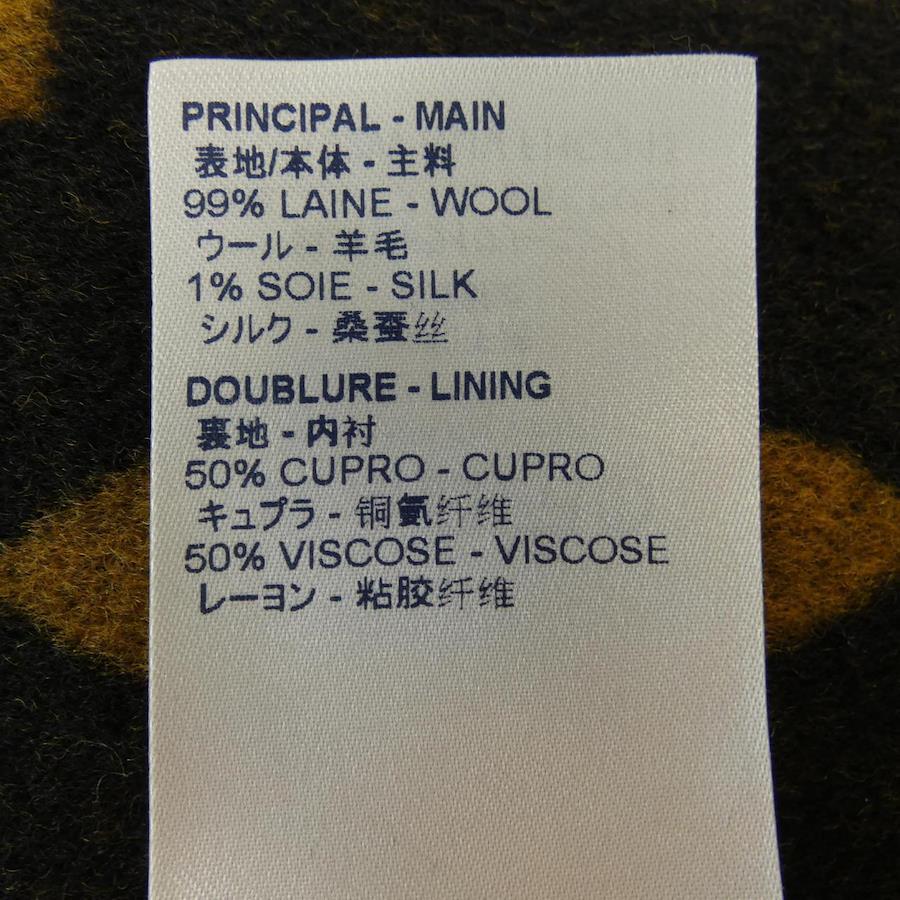 PRINCIPAL - MAIN
表地/本体 - 主料
99% LAINE - WOOL
ウール - 羊毛
1% SOIE - SILK
シルク - 桑蚕丝
DOUBLURE - LINING
裏地 - 内衬
50% CUPRO - CUPRO
キュプラ - 铜氨纤维
50% VISCOSE - VISCOSE
レーヨン - 粘胶纤维